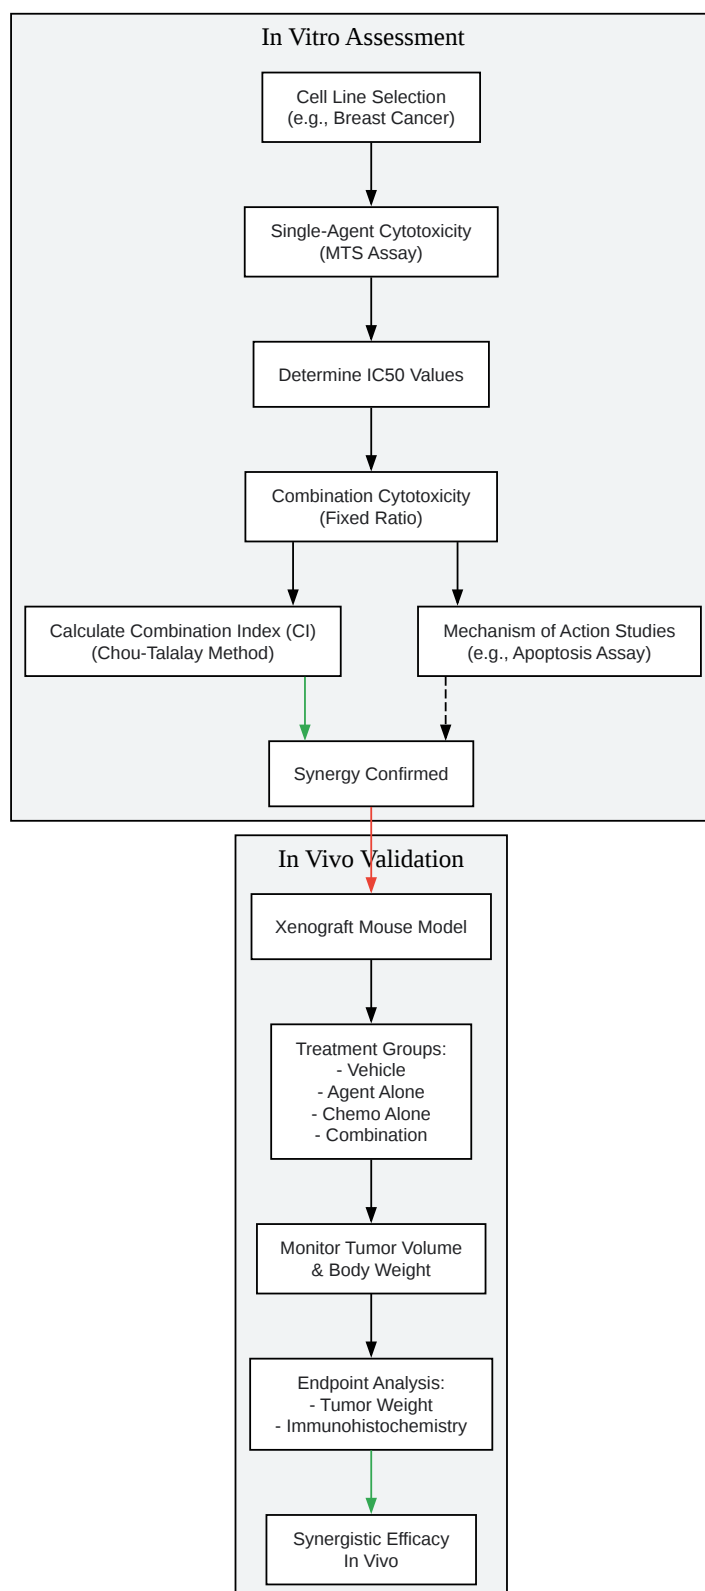 In Vitro Assessment
Cell Line Selection
(e.g., Breast Cancer)
Single-Agent Cytotoxicity
(MTS Assay)
Determine IC50 Values
Combination Cytotoxicity
(Fixed Ratio)
Calculate Combination Index (CI)
(Chou-Talalay Method)
Mechanism of Action Studies
(e.g., Apoptosis Assay)
Synergy Confirmed
In Vivo Validation
Xenograft Mouse Model
Treatment Groups:
- Vehicle
- Agent Alone
- Chemo Alone
- Combination
Monitor Tumor Volume
& Body Weight
Endpoint Analysis:
- Tumor Weight
- Immunohistochemistry
Synergistic Efficacy
In Vivo